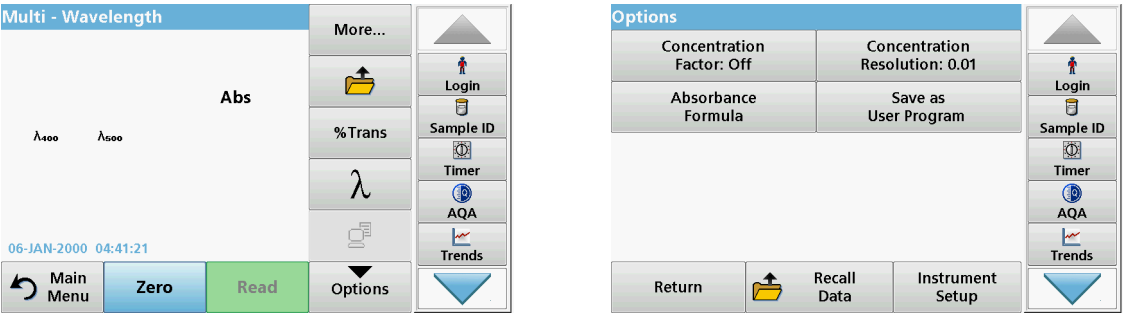 Multi - Wavelength
More...
Abs
λ400 λ500
%Trans
λ
06-JAN-2000 04:41:21
Main
Menu
Zero
Read
Options
Login
Sample ID
Timer
AQA
Trends
Options
Concentration
Factor: Off
Concentration
Resolution: 0.01
Absorbance
Formula
Save as
User Program
Return
Recall
Data
Instrument
Setup
Login
Sample ID
Timer
AQA
Trends